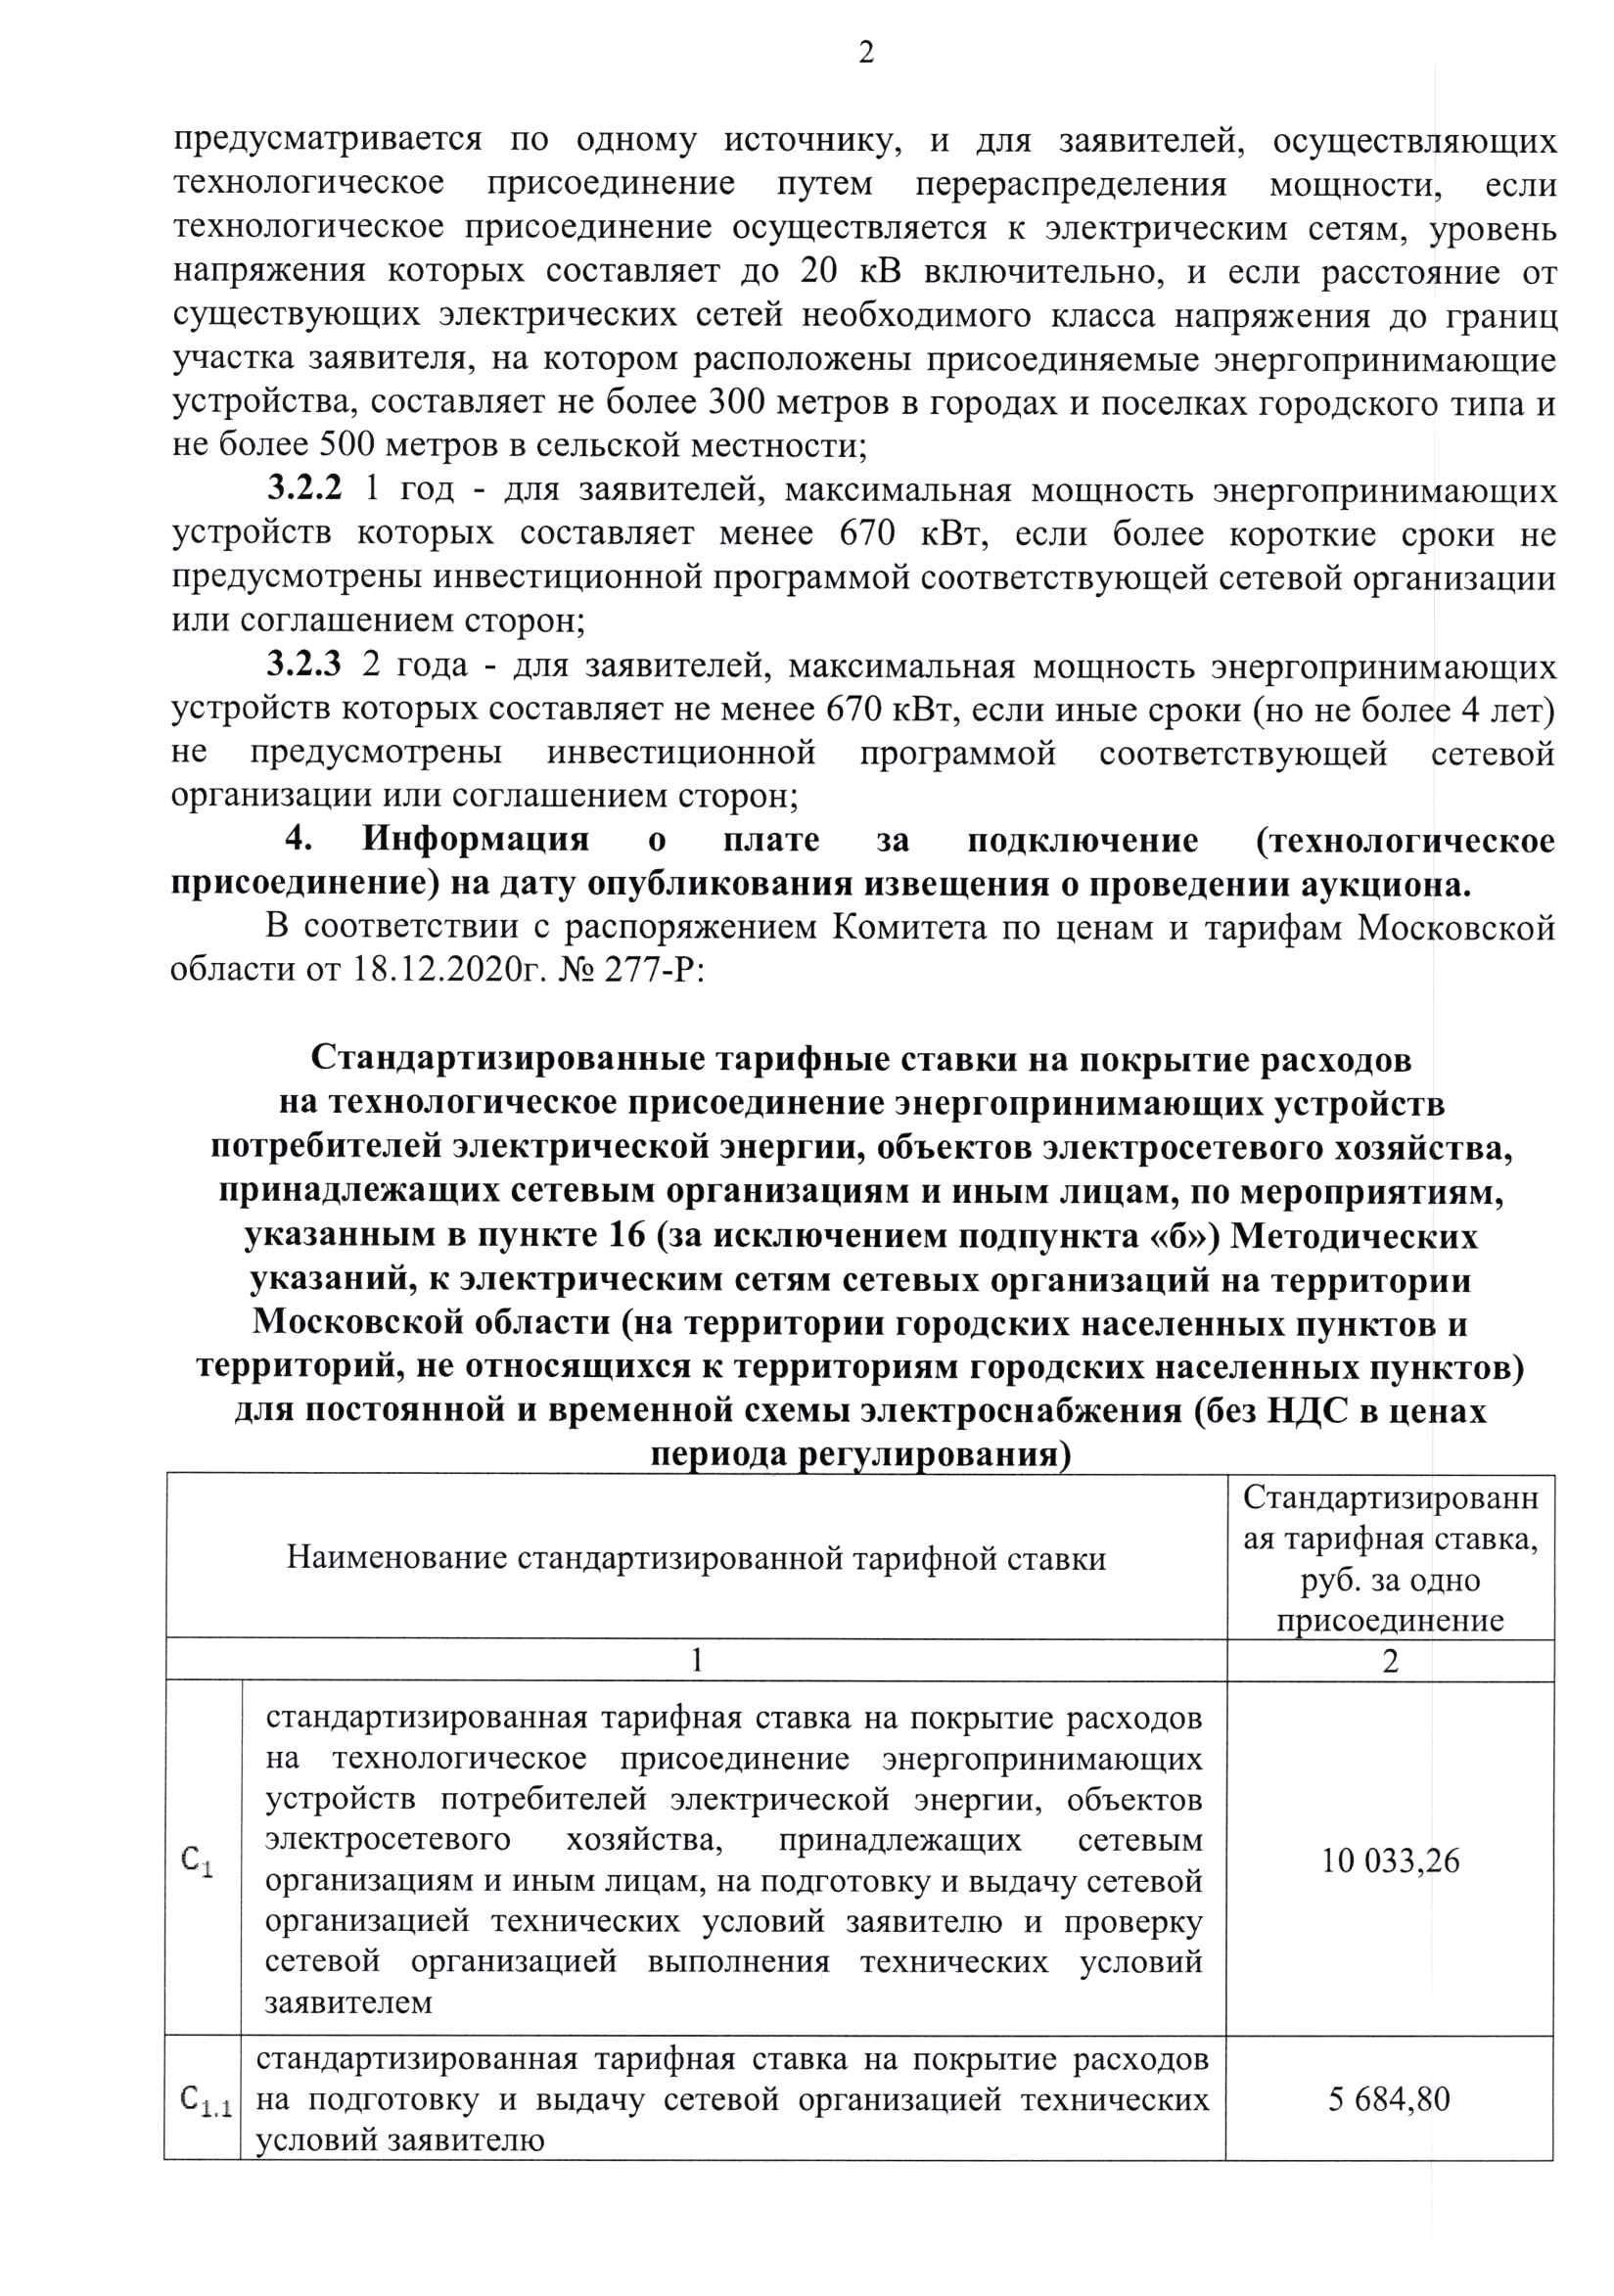 2
предусматривается по одному источнику, и для заявителей, осуществляющих
технологическое присоединение путем перераспределения мощности, если
технологическое присоединение осуществляется к электрическим сетям, уровень
напряжения которых составляет до 20 кВ включительно, и если расстояние от
существующих электрических сетей необходимого класса напряжения до границ
участка заявителя, на котором расположены присоединяемые энергопринимающие
устройства, составляет не более 300 метров в городах и поселках городского типа и
не более 500 метров в сельской местности;
3.2.2 1 год - для заявителей, максимальная мощность энергопринимающих
устройств которых составляет менее 670 кВт, если более короткие сроки не
предусмотрены инвестиционной программой соответствующей сетевой организации
или соглашением сторон;
3.2.3 2 года - для заявителей, максимальная мощность энергопринимающих
устройств которых составляет не менее 670 кВт, если иные сроки (но не более 4 лет)
не предусмотрены инвестиционной программой соответствующей сетевой
организации или соглашением сторон;
4. Информация о плате за подключение (технологическое
присоединение) на дату опубликования извещения о проведении аукциона.
В соответствии с распоряжением Комитета по ценам и тарифам Московской
области от 18.12.2020г. № 277-Р:
Стандартизированные тарифные ставки на покрытие расходов
на технологическое присоединение энергопринимающих устройств
потребителей электрической энергии, объектов электросетевого хозяйства,
принадлежащих сетевым организациям и иным лицам, по мероприятиям,
указанным в пункте 16 (за исключением подпункта «б») Методических
указаний, к электрическим сетям сетевых организаций на территории
Московской области (на территории городских населенных пунктов и
территорий, не относящихся к территориям городских населенных пунктов)
для постоянной и временной схемы электроснабжения (без НДС в ценах
периода регулирования)
Наименование стандартизированной тарифной ставки
Стандартизированн
ая тарифная ставка,
руб. за одно
присоединение
1
2
C1
стандартизированная тарифная ставка на покрытие расходов
на технологическое присоединение энергопринимающих
устройств потребителей электрической энергии, объектов
электросетевого хозяйства, принадлежащих сетевым
организациям и иным лицам, на подготовку и выдачу сетевой
организацией технических условий заявителю и проверку
сетевой организацией выполнения технических условий
заявителем
10 033,26
C1.1
стандартизированная тарифная ставка на покрытие расходов
на подготовку и выдачу сетевой организацией технических
условий заявителю
5 684,80